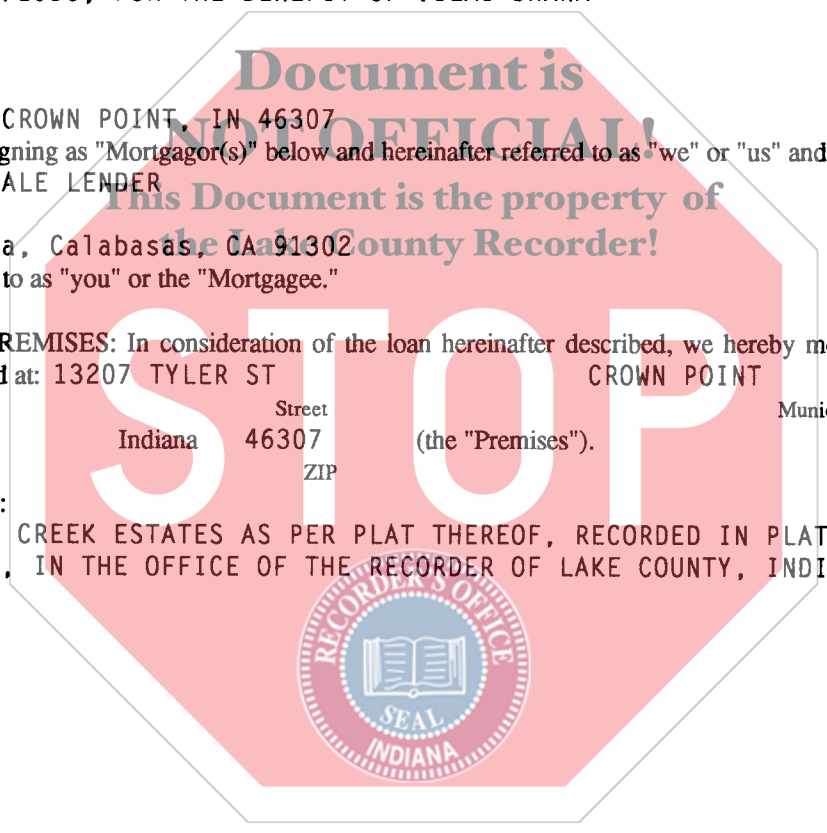 Document is
CROWN POINT, IN 46307
NOT OFFICIAL!
gning as "Mortgagor(s)" below and hereinafter referred to as "we" or "us" and
ALE LENDER
This Document is the property of
a, Calabasas, CA 91302
the Lake County Recorder!
to as "you" or the "Mortgagee."
STOP
REMISES: In consideration of the loan hereinafter described, we hereby m
d at: 13207 TYLER ST CROWN POINT
Street Muni
Indiana 46307 (the "Premises").
ZIP
:
CREEK ESTATES AS PER PLAT THEREOF, RECORDED IN PLAT
, IN THE OFFICE OF THE RECORDER OF LAKE COUNTY, INDI
RECORDER'S OFFICE
SEAL
INDIANA